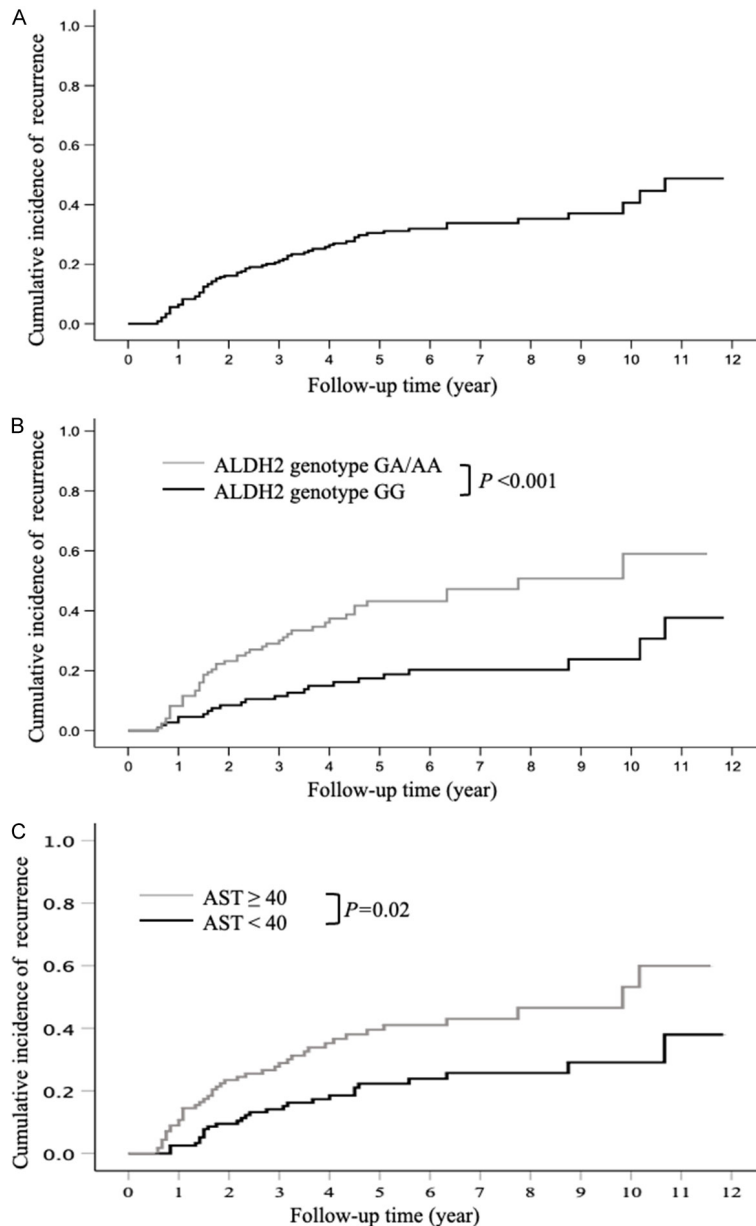 A
Cumulative incidence of recurrence
1.0
0.8
0.6
0.4
0.2
0.0
0 1 2 3 4 5 6 7 8 9 10 11 12
Follow-up time (year)
B
Cumulative incidence of recurrence
1.0
0.8
0.6
0.4
0.2
0.0
ALDH2 genotype GA/AA
ALDH2 genotype GG
P <0.001
0 1 2 3 4 5 6 7 8 9 10 11 12
Follow-up time (year)
C
Cumulative incidence of recurrence
1.0
0.8
0.6
0.4
0.2
0.0
AST ≥ 40
AST < 40
P=0.02
0 1 2 3 4 5 6 7 8 9 10 11 12
Follow-up time (year)